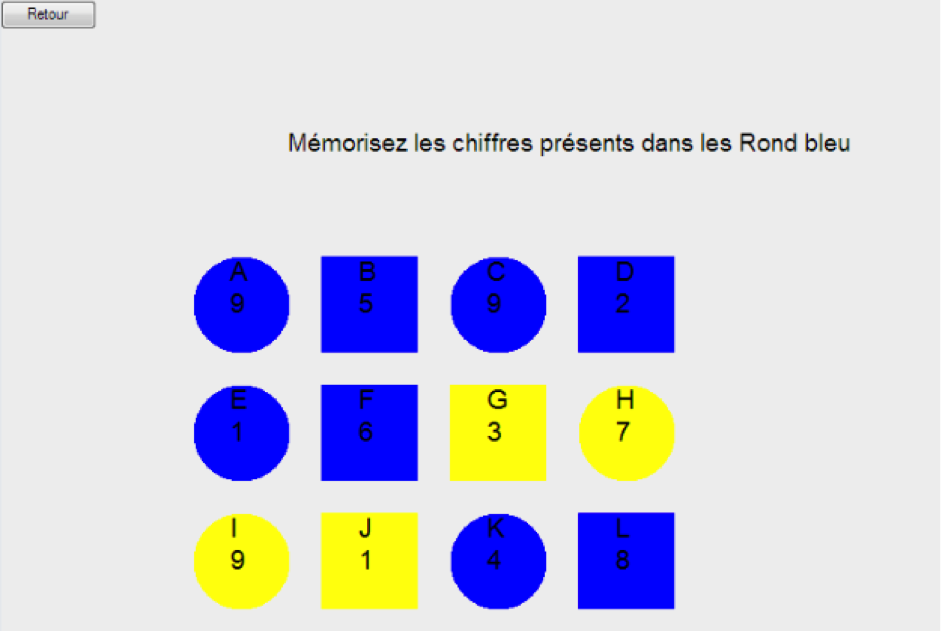 Retour
Mémorisez les chiffres présents dans les Rond bleu
A B C D
9 5 9 2
E F G H
1 6 3 7
I J K L
9 1 4 8